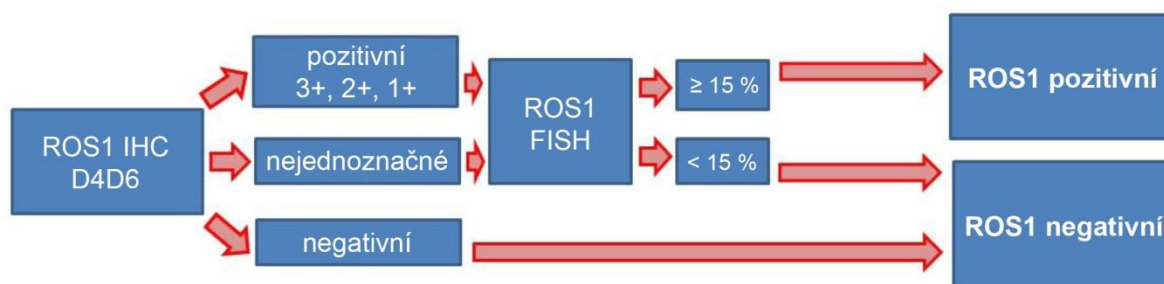 ROS1 IHC
D4D6
pozitivní
3+, 2+, 1+
nejednoznačné
negativní
ROS1
FISH
≥ 15 %
< 15 %
ROS1 pozitivní
ROS1 negativní